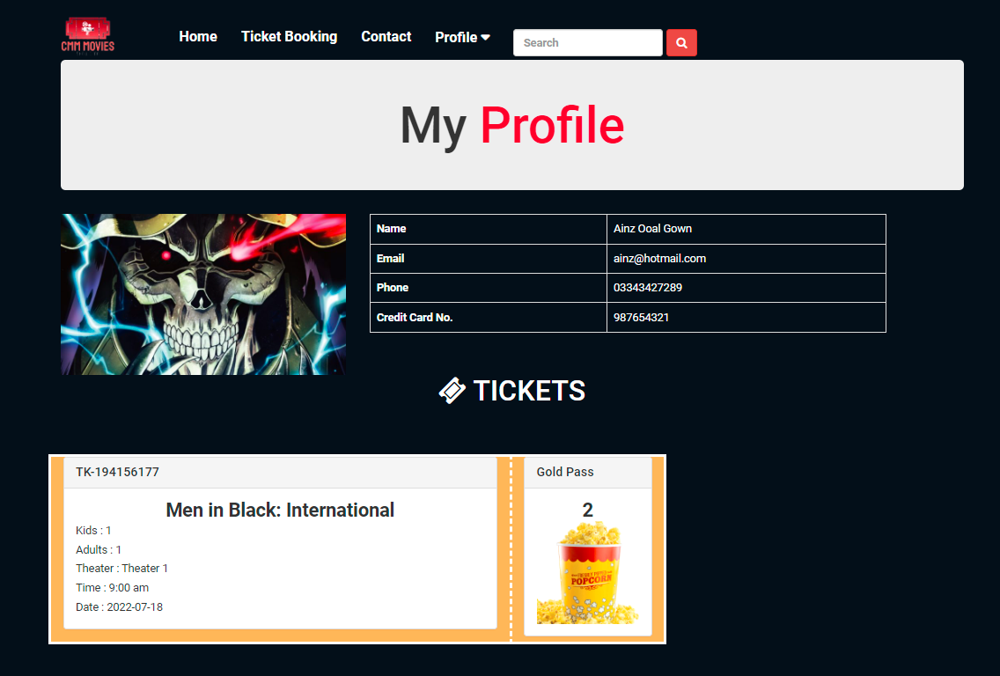 CMM MOVIES
Home
Ticket Booking
Contact
Profile
Search
My Profile
Name
Ainz Ooal Gown
Email
ainz@hotmail.com
Phone
03343427289
Credit Card No.
987654321
TICKETS
TK-194156177
Men in Black: International
Kids : 1
Adults : 1
Theater : Theater 1
Time : 9:00 am
Date : 2022-07-18
Gold Pass
2
POPCORN